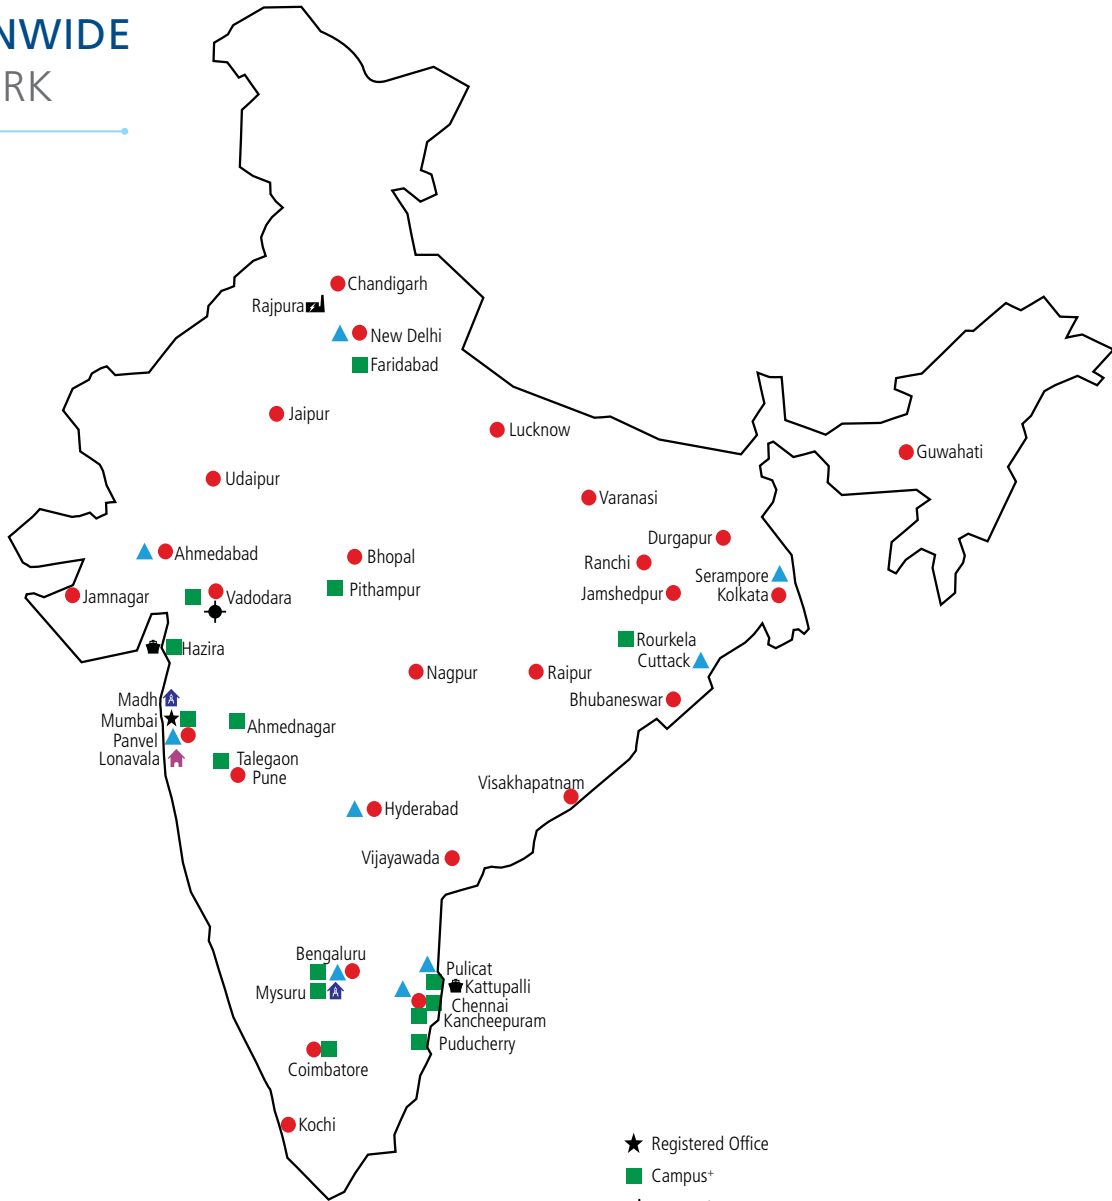 NWIDE
RK
Chandigarh
Rajpura
New Delhi
Faridabad
Jaipur
Lucknow
Guwahati
Udaipur
Varanasi
Durgapur
Ahmedabad
Bhopal
Ranchi
Serampore
Pithampur
Jamnagar
Vadodara
Jamshedpur
Kolkata
Rourkela
Hazira
Cuttack
Nagpur
Raipur
Madh
Bhubaneswar
Mumbai
Ahmednagar
Panvel
Lonavala
Talegaon
Pune
Visakhapatnam
Hyderabad
Vijayawada
Bengaluru
Pulicat
Kattupalli
Mysuru
Chennai
Kancheepuram
Puducherry
Coimbatore
Kochi
Registered Office
Campus+